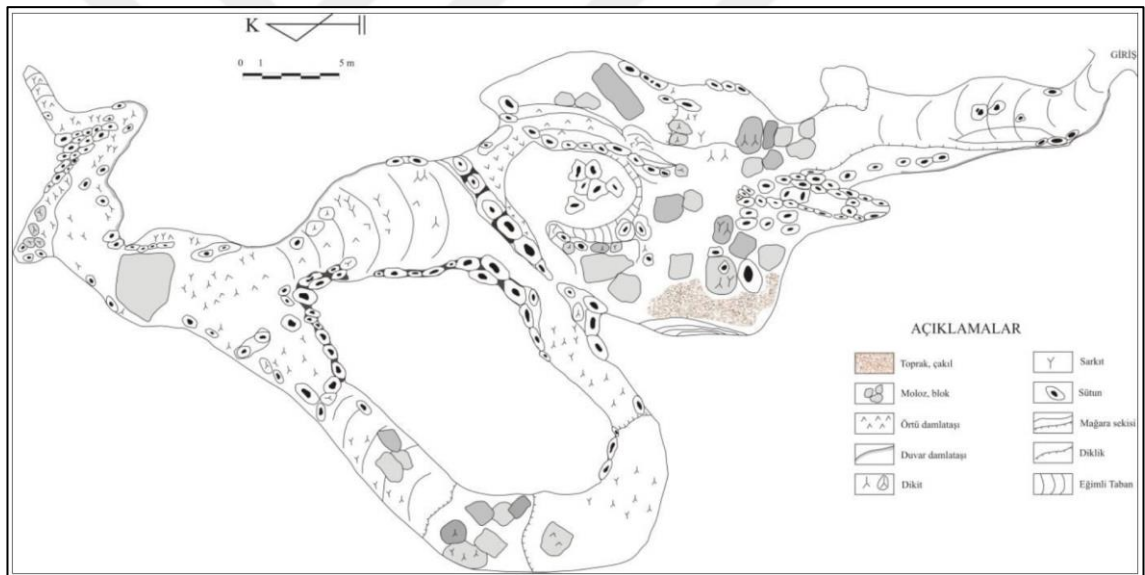 K
0 1 5 m
GİRİŞ
AÇIKLAMALAR
Toprak, çakıl
Moloz, blok
Örtü damlataşı
Duvar damlataşı
Dikit
Sarkıt
Sütun
Mağara sekisi
Diklik
Eğimli Taban